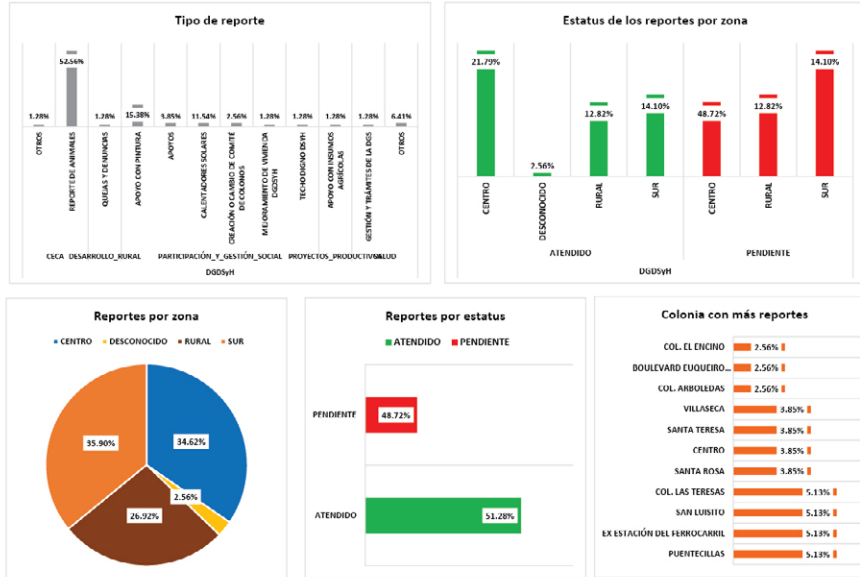 Tipo de reporte
52.56%
1.28%
1.28%
15.38%
3.85%
11.54%
2.56%
1.28%
1.28%
1.28%
1.28%
6.41%
OTROS
REPORTE DE ANIMALES
QUEJAS Y DENUNCIAS
APOYO CON PINTURA
APOYOS
CALENTADORES SOLARES
CREACIÓN O CAMBIO DE COMITÉ
DE COLONOS
MEJORAMIENTO DE VIVIENDA
DGDSYH
TECHO DIGNO DSYH
APOYO CON INSUMOS
AGRÍCOLAS
GESTIÓN Y TRÁMITES DE LA DGS
OTROS
CECA
DESARROLLO_RURAL
PARTICIPACIÓN_Y_GESTIÓN_SOCIAL
PROYECTOS_PRODUCTIVOS
SALUD
DGDSyH
Estatus de los reportes por zona
21.79%
2.56%
12.82%
14.10%
48.72%
12.82%
14.10%
CENTRO
DESCONOCIDO
RURAL
SUR
CENTRO
RURAL
SUR
ATENDIDO
PENDIENTE
DGDSyH
Reportes por zona
CENTRO
DESCONOCIDO
RURAL
SUR
35.90%
34.62%
2.56%
26.92%
Reportes por estatus
ATENDIDO
PENDIENTE
PENDIENTE
48.72%
ATENDIDO
51.28%
Colonia con más reportes
COL. EL ENCINO 2.56%
BOULEVARD EUQUEIRO... 2.56%
COL. ARBOLEDAS 2.56%
VILLASECA 3.85%
SANTA TERESA 3.85%
CENTRO 3.85%
SANTA ROSA 3.85%
COL. LAS TERESAS 5.13%
SAN LUISITO 5.13%
EX ESTACIÓN DEL FERROCARRIL 5.13%
PUENTECILLAS 5.13%